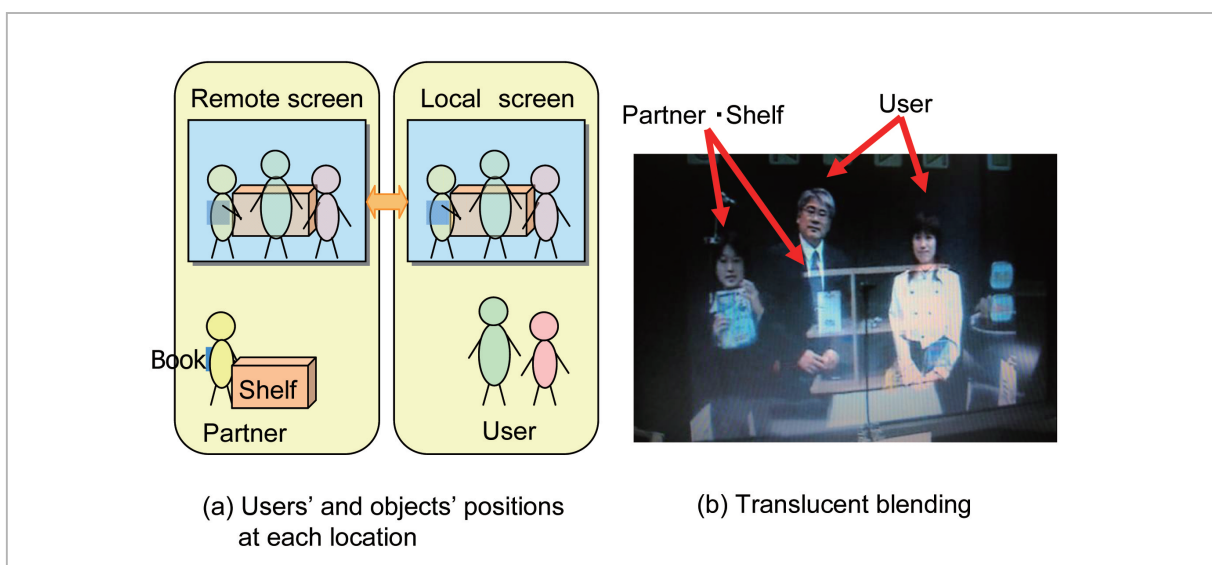 Remote screen
Local screen
Book
Shelf
Partner
User
(a) Users’ and objects’ positions
at each location
Partner ・Shelf
User
(b) Translucent blending